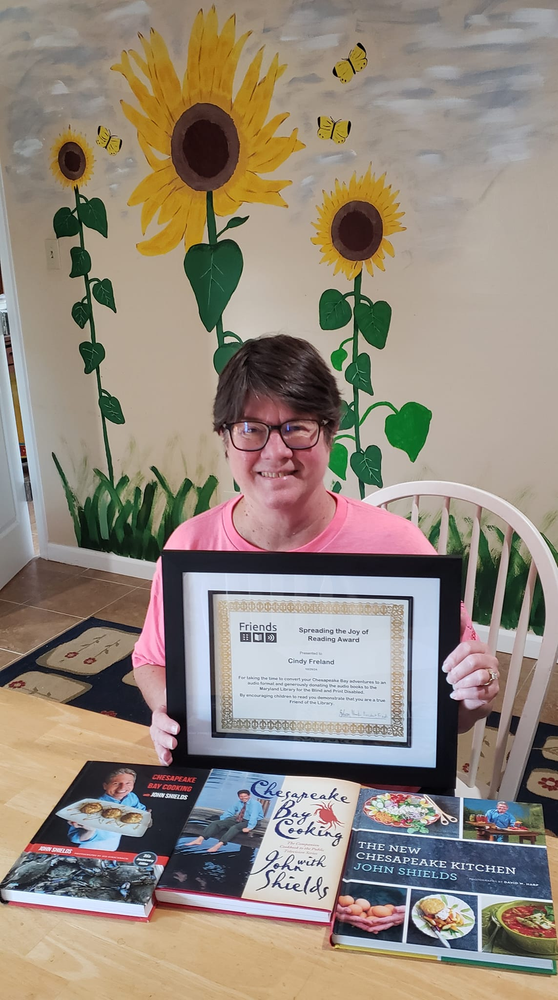 Friends
Spreading the Joy of
Reading Award
Presented to
Cindy Freland
10/29/24
For taking the time to convert your Chesapeake Bay adventures to an
audio format and generously donating the audio books to the
Maryland Library for the Blind and Print Disabled.
By encouraging children to read you demonstrate that you are a true
Friend of the Library.
President Friends
CHESAPEAKE
BAY COOKING
with JOHN SHIELDS
JOHN SHIELDS
PHOTOGRAPHY BY JED KIRSCHBAUM
25th
Anniversary
Edition
Chesapeake
Bay
Cooking
The Companion
Cookbook to the Public
Television Series
with
John
Shields
THE NEW
CHESAPEAKE KITCHEN
JOHN SHIELDS
PHOTOGRAPHS BY DAVID W. HARP